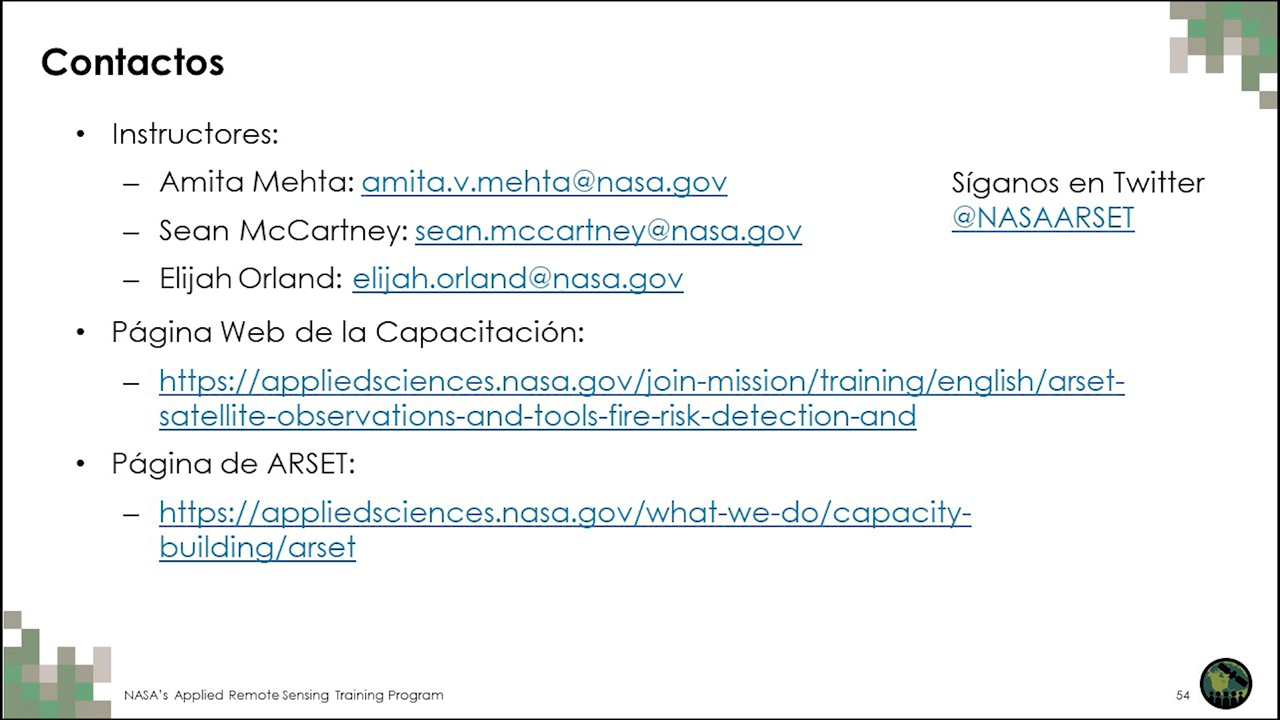 Contactos
• Instructores:
– Amita Mehta: amita.v.mehta@nasa.gov
– Sean McCartney: sean.mccartney@nasa.gov
– Elijah Orland: elijah.orland@nasa.gov
Síganos en Twitter
@NASAARSET
• Página Web de la Capacitación:
– https://appliedsciences.nasa.gov/join-mission/training/english/arset-
satellite-observations-and-tools-fire-risk-detection-and
• Página de ARSET:
– https://appliedsciences.nasa.gov/what-we-do/capacity-
building/arset
NASA's Applied Remote Sensing Training Program
54